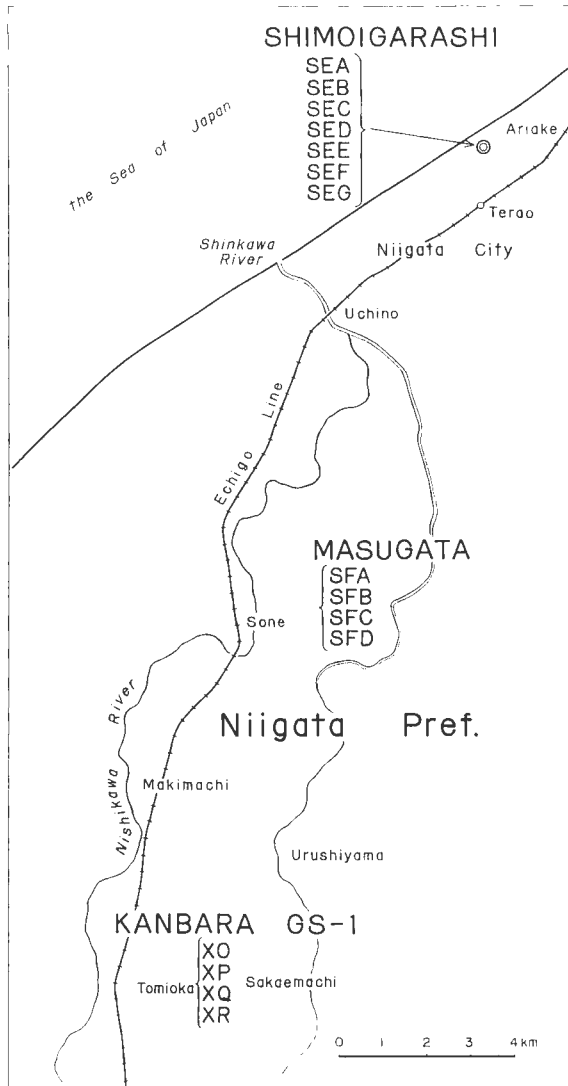 SHIMOIGARASHI
SEA
SEB
SEC
SED
SEE
SEF
SEG
the Sea of Japan
Ariake
Terao
Shinkawa
River
Niigata City
Uchino
Echigo Line
MASUGATA
SFA
SFB
SFC
SFD
Sone
Niigata Pref.
Nishikawa River
Makimachi
Urushiyama
KANBARA GS-1
XO
XP
XQ
XR
Tomioka
Sakaemachi
0 1 2 4 km